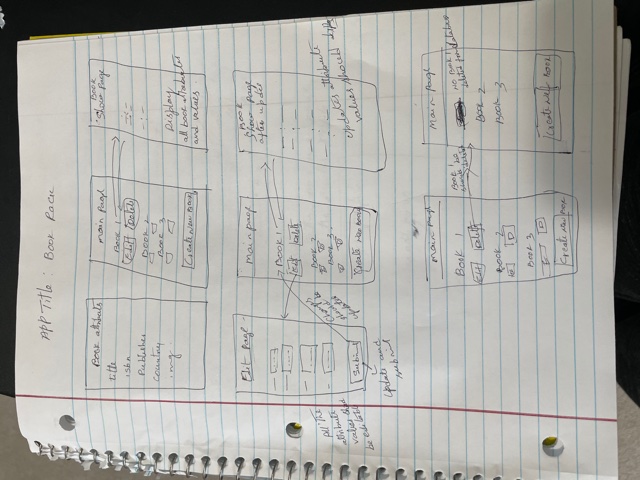 App Title: Book Rack
Book attributes
title
isbn
Publisher
country
img
Main Page
Book 1
Edit Delete
Book 2
Book 3
Create New Book
Book
Show Page
Display
all book attributes
and values
Edit Page
Submit
Update and
submit
All the
attribute
values should
be editable
Main page
Book 1
Edit Delete
Book 2
Book 3
Create New Book
Changes
should be
updated
Book
Show Page
after update
updates attribute
values should
Main Page
Book 1
Edit Delete
Book 2
E D
Book 3
D
Create New Book
Book 1
should be
deleted
Main Page
NO BOOK 1
deleted from database
Book 2
Book 3
Create New Book